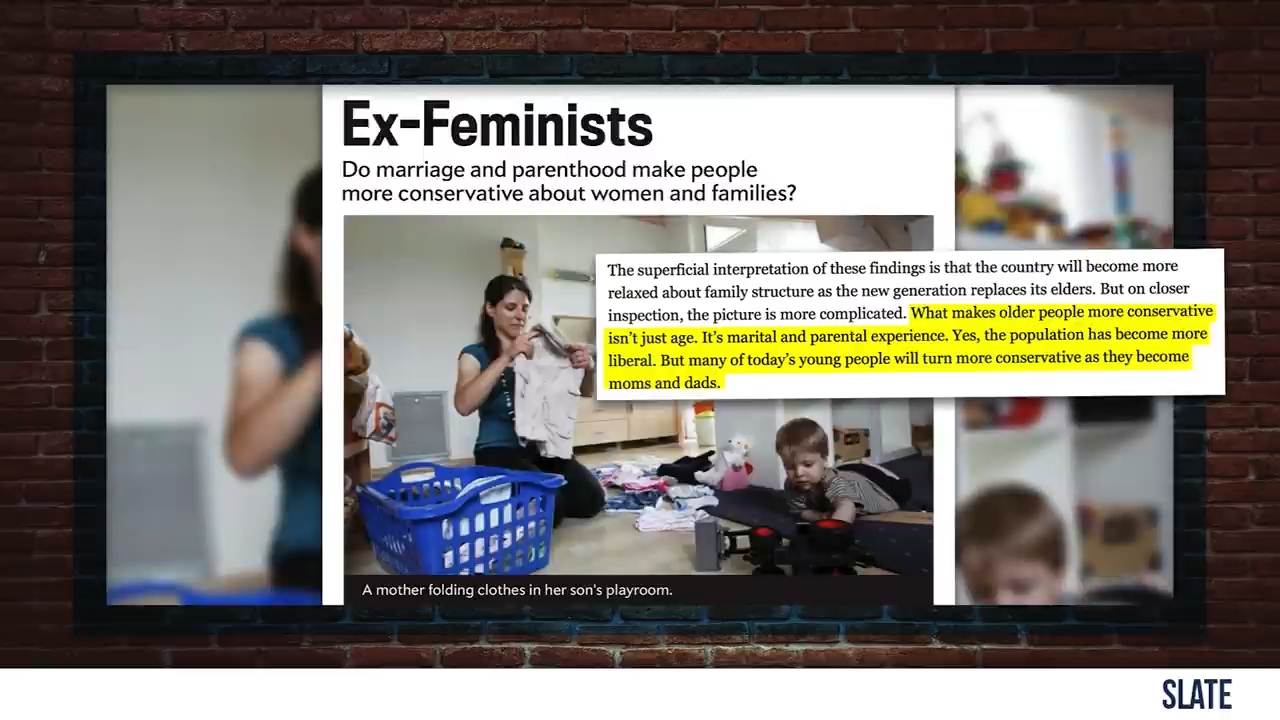 Ex-Feminists
Do marriage and parenthood make people
more conservative about women and families?
The superficial interpretation of these findings is that the country will become more
relaxed about family structure as the new generation replaces its elders. But on closer
inspection, the picture is more complicated. What makes older people more conservative
isn't just age. It's marital and parental experience. Yes, the population has become more
liberal. But many of today's young people will turn more conservative as they become
moms and dads.
A mother folding clothes in her son's playroom.
SLATE